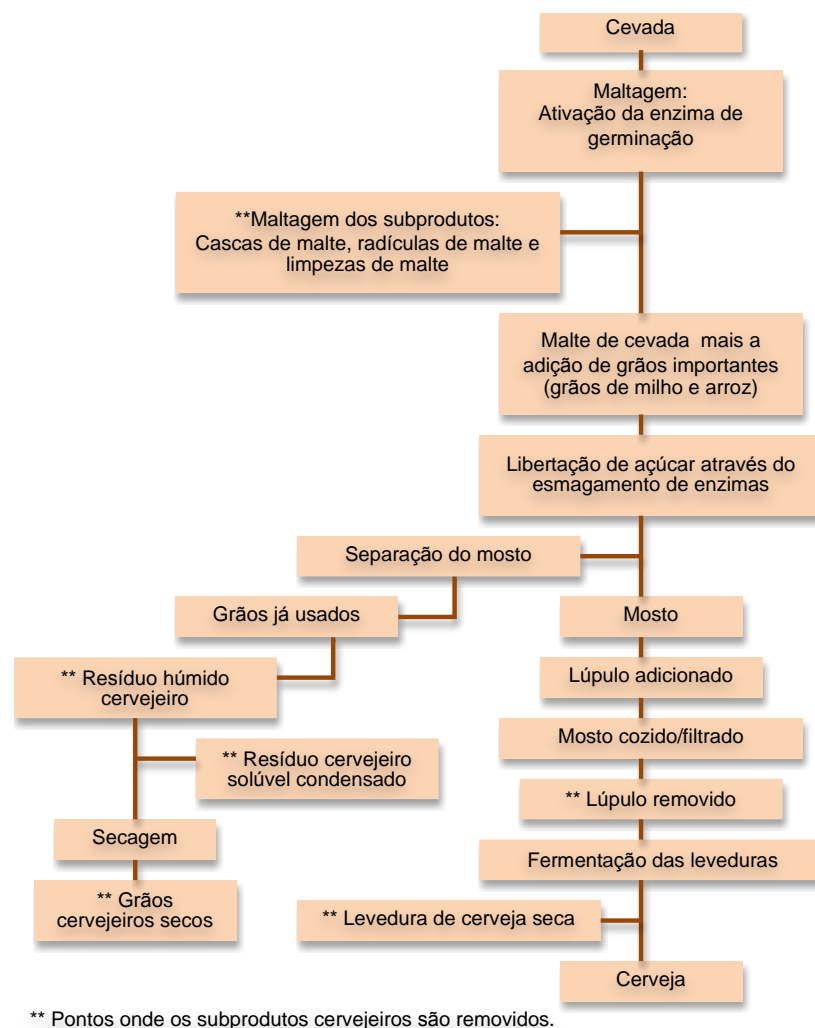 Cevada
Maltagem:
Ativação da enzima de
germinação
**Maltagem dos subprodutos:
Cascas de malte, radículas de malte e
limpezas de malte
Malte de cevada mais a
adição de grãos importantes
(grãos de milho e arroz)
Libertação de açúcar através do
esmagamento de enzimas
Separação do mosto
Grãos já usados
Mosto
** Resíduo húmido
cervejeiro
Lúpulo adicionado
** Resíduo cervejeiro
solúvel condensado
Mosto cozido/filtrado
** Lúpulo removido
Secagem
Fermentação das leveduras
** Grãos
cervejeiros secos
** Levedura de cerveja seca
Cerveja
** Pontos onde os subprodutos cervejeiros são removidos.